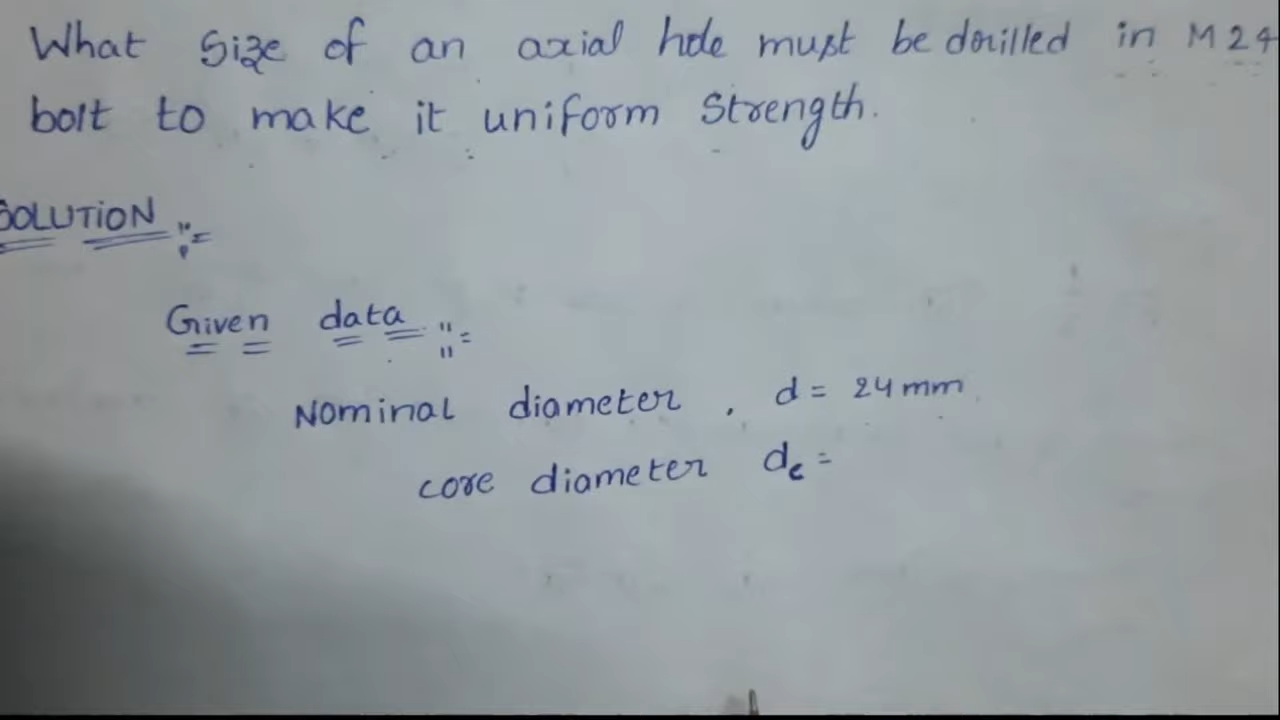 What size of an axial hole must be drilled in M24
bolt to make it uniform strength.
SOLUTION :=
Given data :=
Nominal diameter, d = 24 mm
core diameter dc =